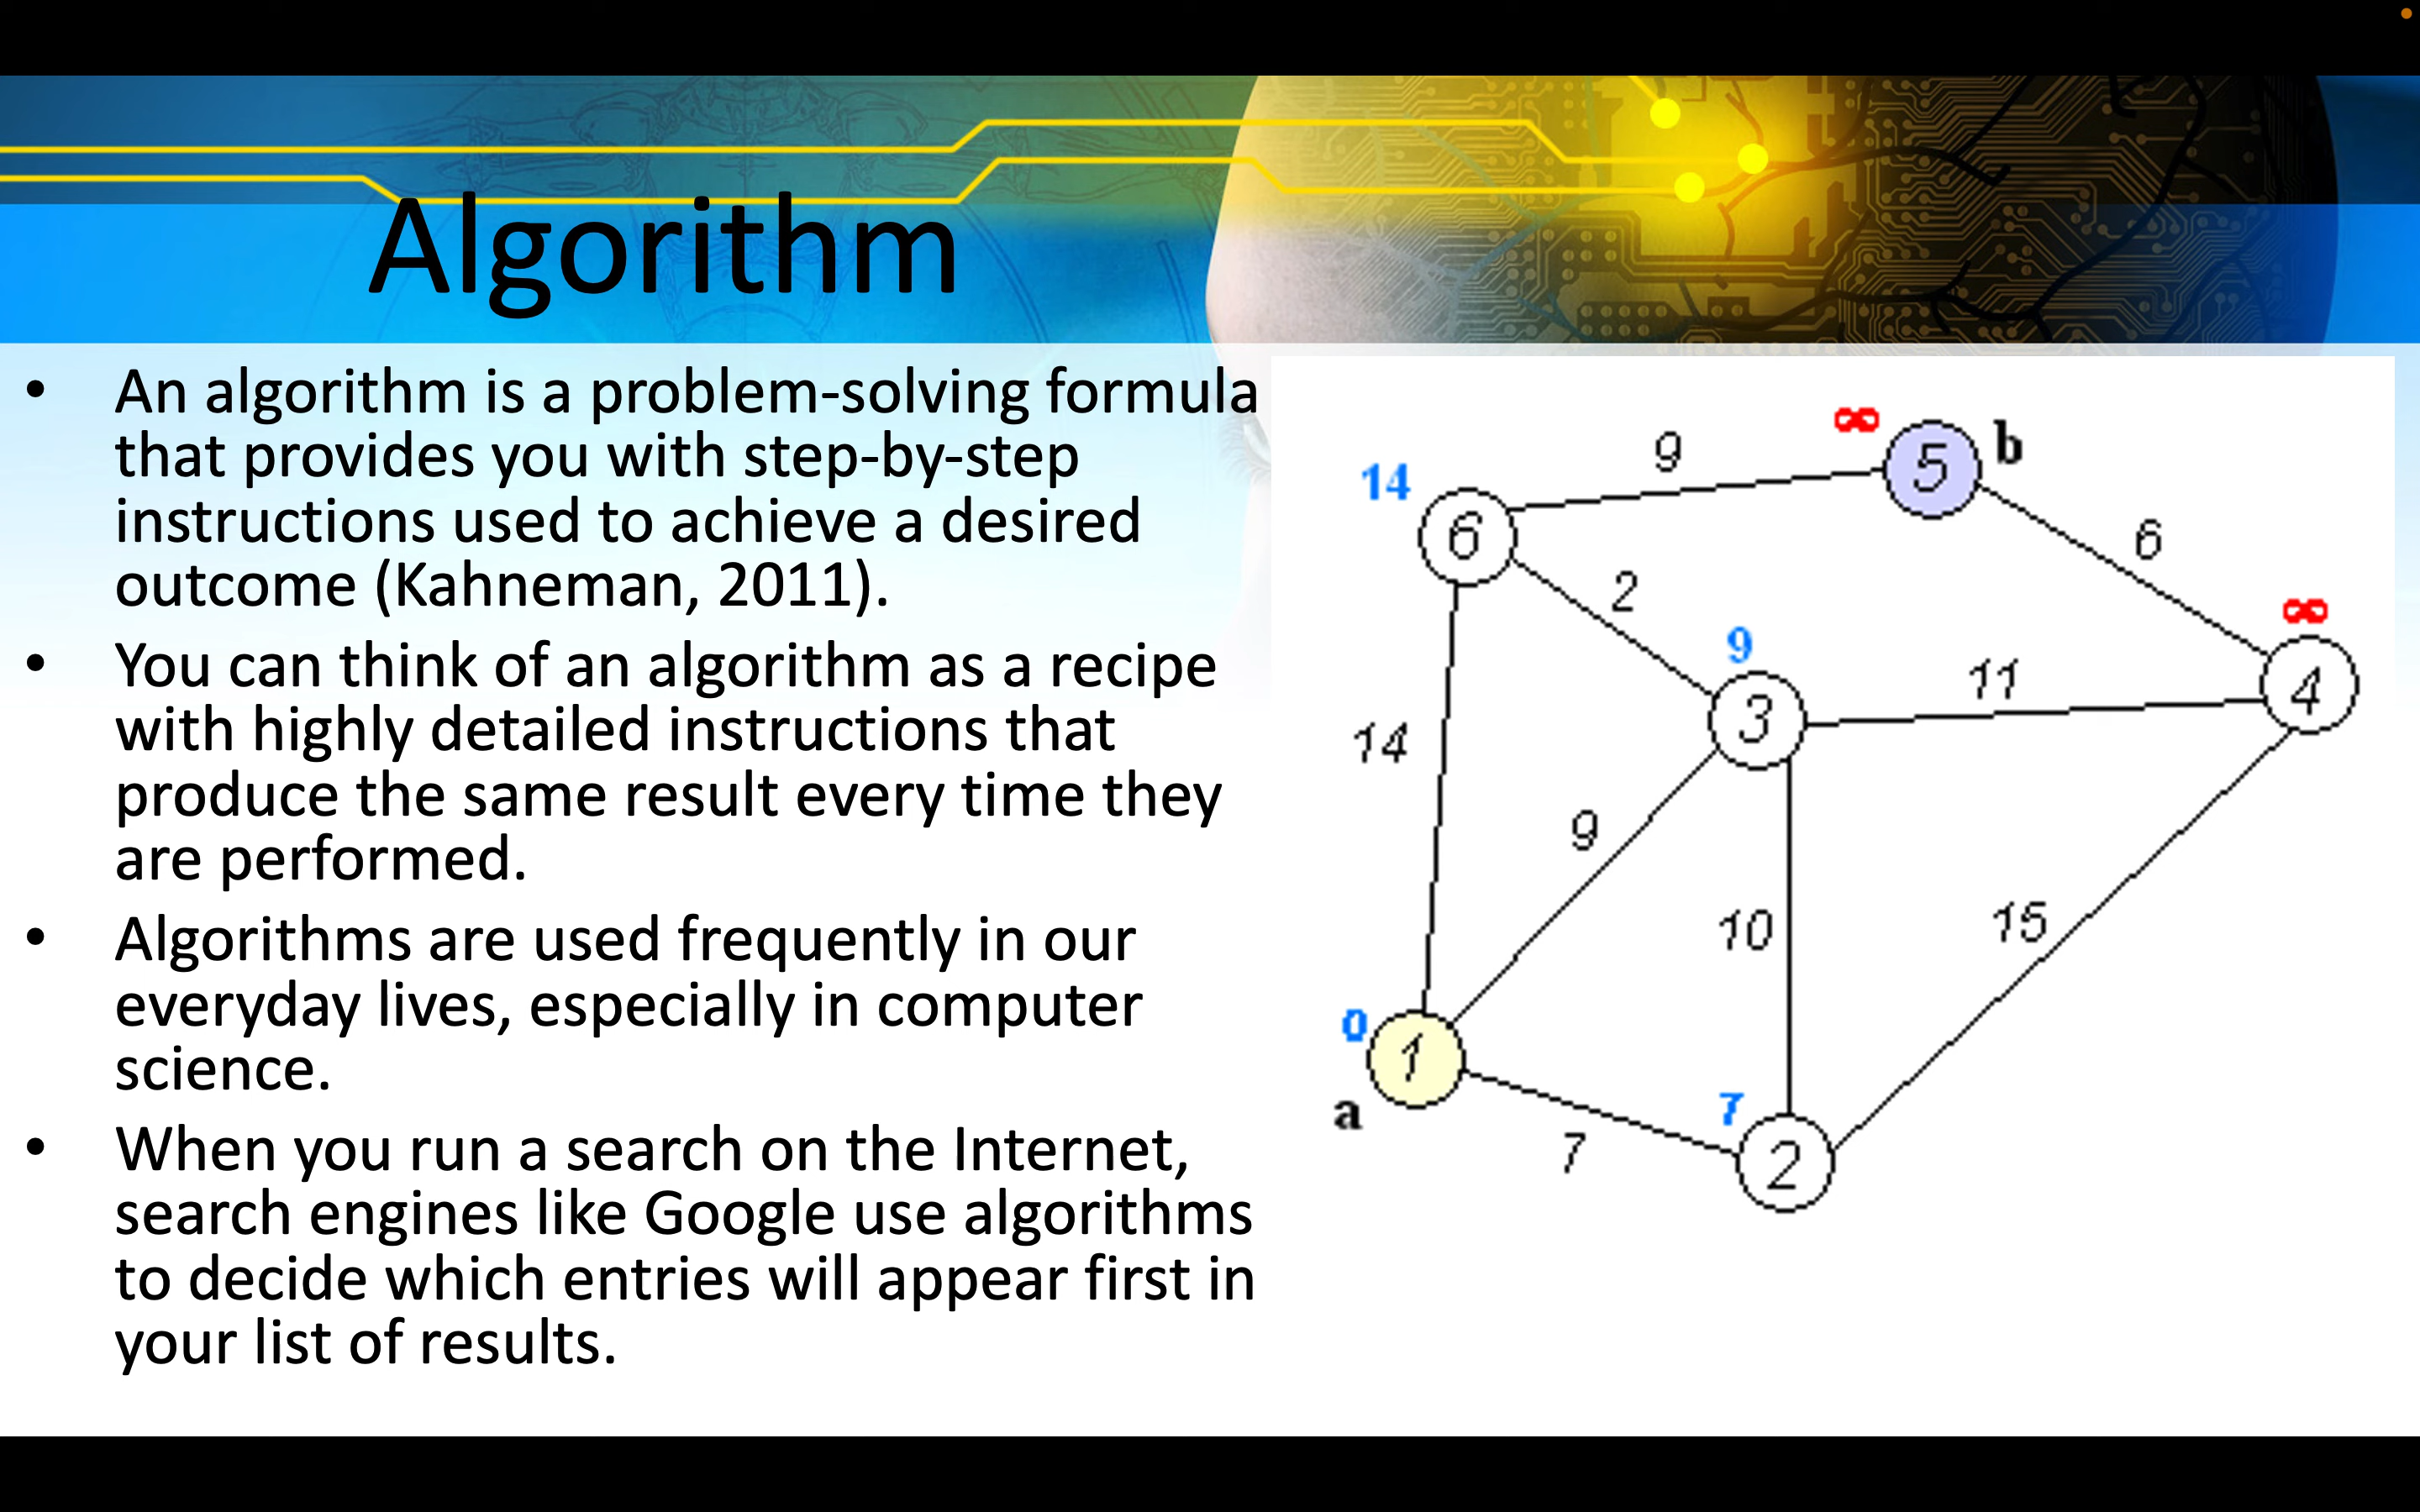 Algorithm
• An algorithm is a problem-solving formula
that provides you with step-by-step
instructions used to achieve a desired
outcome (Kahneman, 2011).
• You can think of an algorithm as a recipe
with highly detailed instructions that
produce the same result every time they
are performed.
• Algorithms are used frequently in our
everyday lives, especially in computer
science.
• When you run a search on the Internet,
search engines like Google use algorithms
to decide which entries will appear first in
your list of results.
∞ 5 b
9
14
6
6
2
∞
9
11
4
3
14
9
10
15
0
1
a
7
7
2